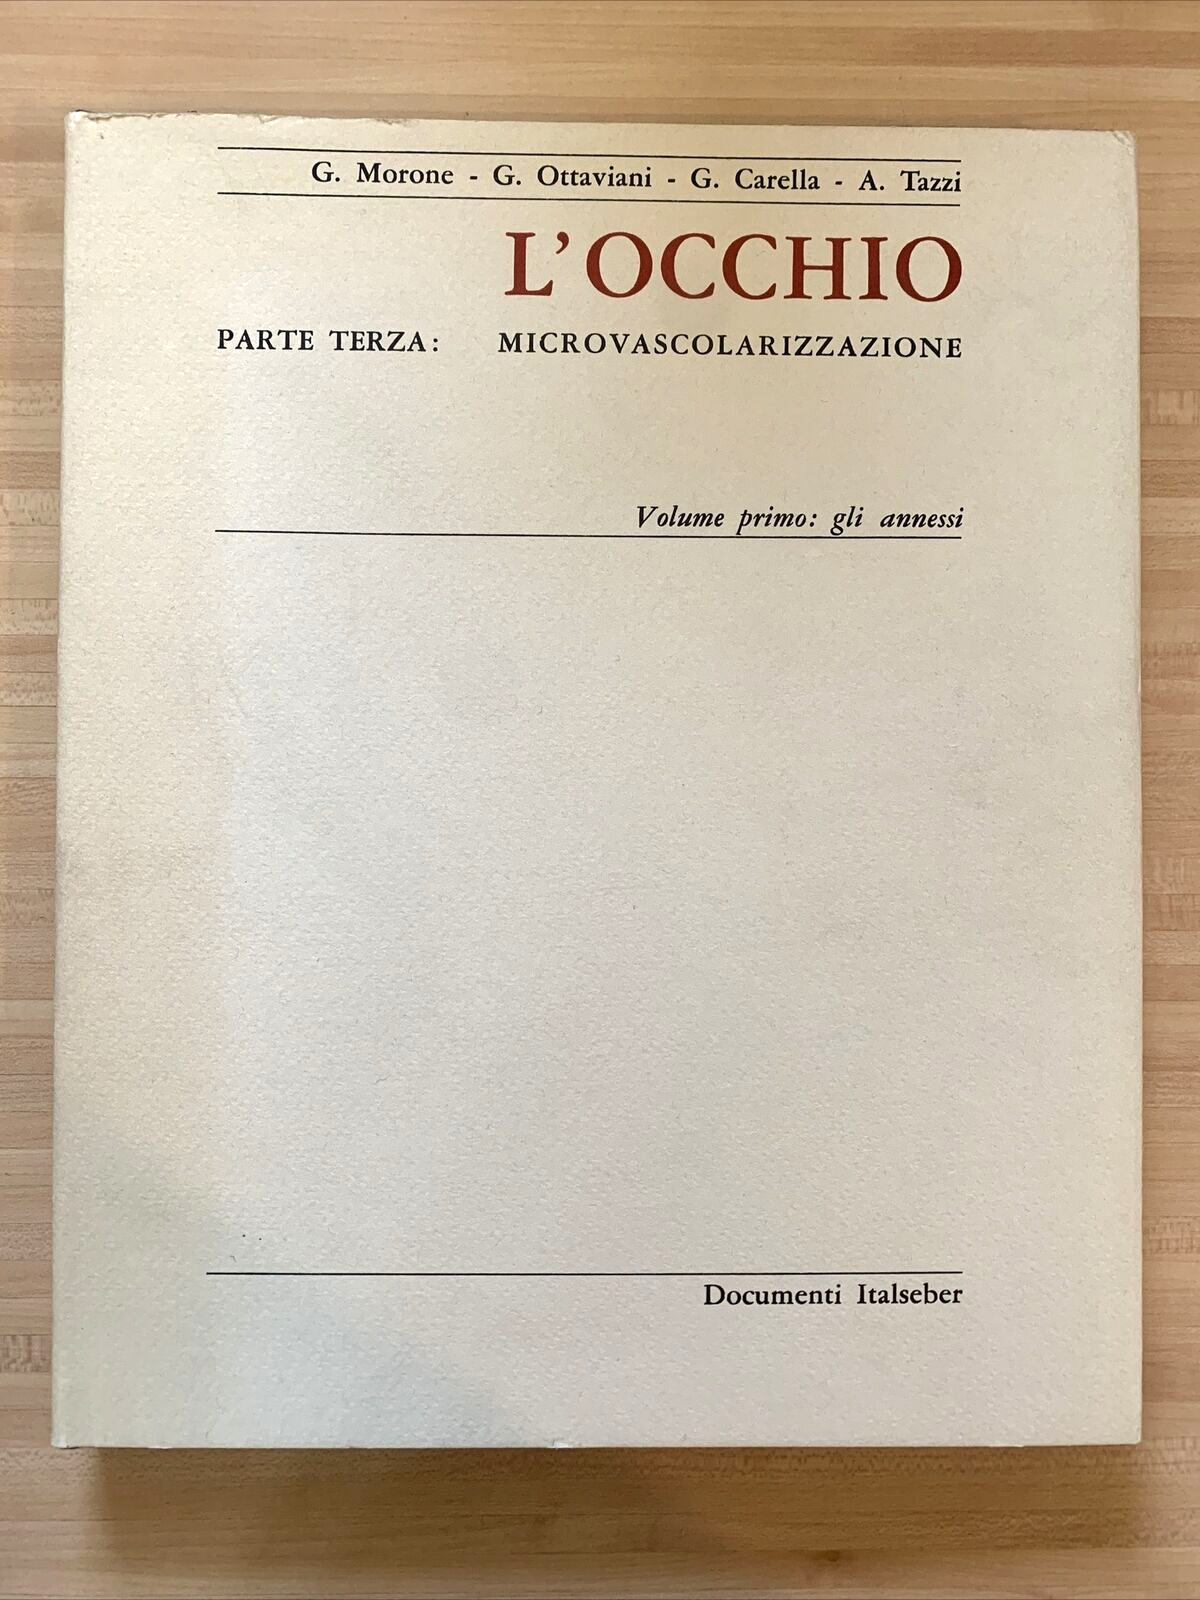 G. Morone - G. Ottaviani - G. Carella - A. Tazzi
L'OCCHIO
PARTE TERZA: MICROVASCOLARIZZAZIONE
Volume primo: gli annessi
Documenti Italseber